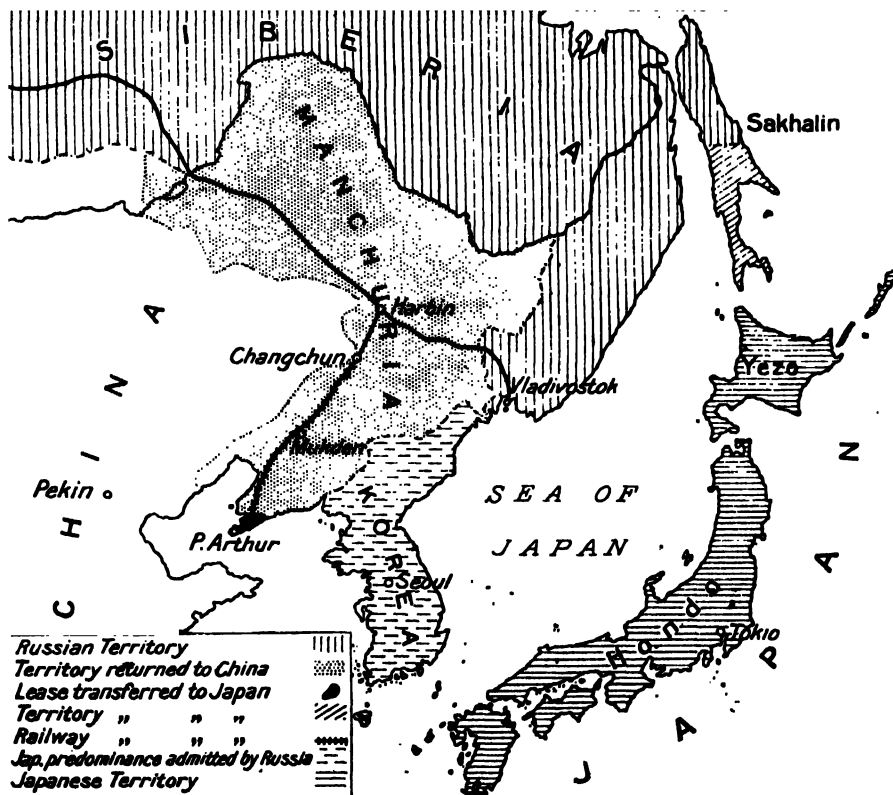 SIBERIA
MANCHURIA
Sakhalin
Harbin
Changchun
Vladivostok
Yezo
Mukden
CHINA
Pekin
P. Arthur
KOREA
Seoul
SEA OF
JAPAN
Hondo
Tokio
JAPAN
Russian Territory
Territory returned to China
Lease transferred to Japan
Territory „ „ „
Railway „ „ „
Jap. predominance admitted by Russia
Japanese Territory